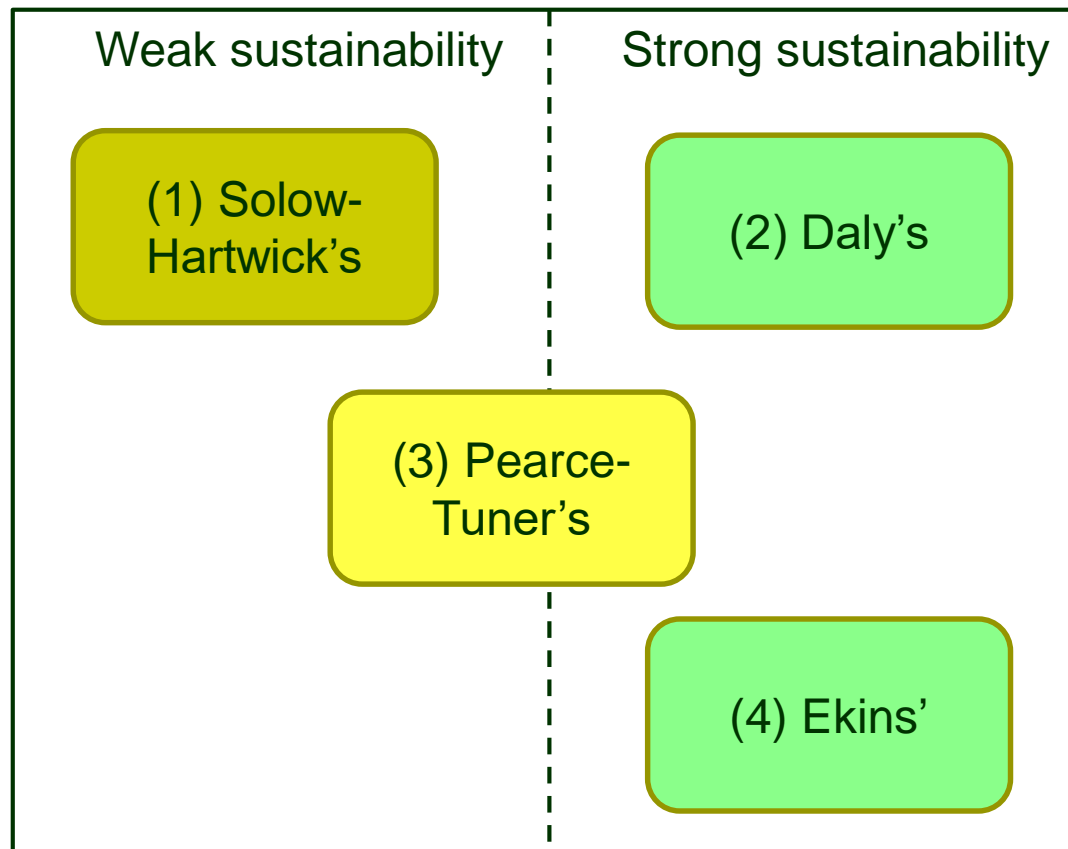 Weak sustainability
Strong sustainability
(1) Solow-
Hartwick's
(2) Daly's
(3) Pearce-
Tuner's
(4) Ekins'